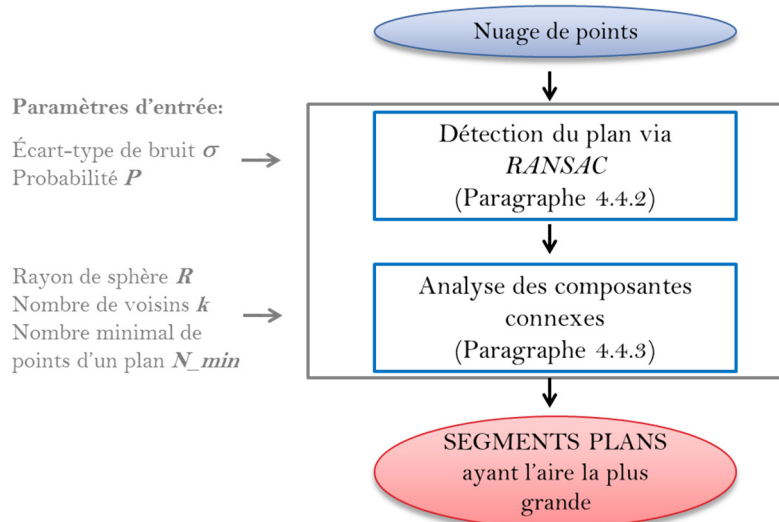 Nuage de points
Paramètres d'entrée:
Écart-type de bruit σ
Probabilité P
Détection du plan via
RANSAC
(Paragraphe 4.4.2)
Rayon de sphère R
Nombre de voisins k
Nombre minimal de
points d'un plan N_min
Analyse des composantes
connexes
(Paragraphe 4.4.3)
SEGMENTS PLANS
ayant l'aire la plus
grande